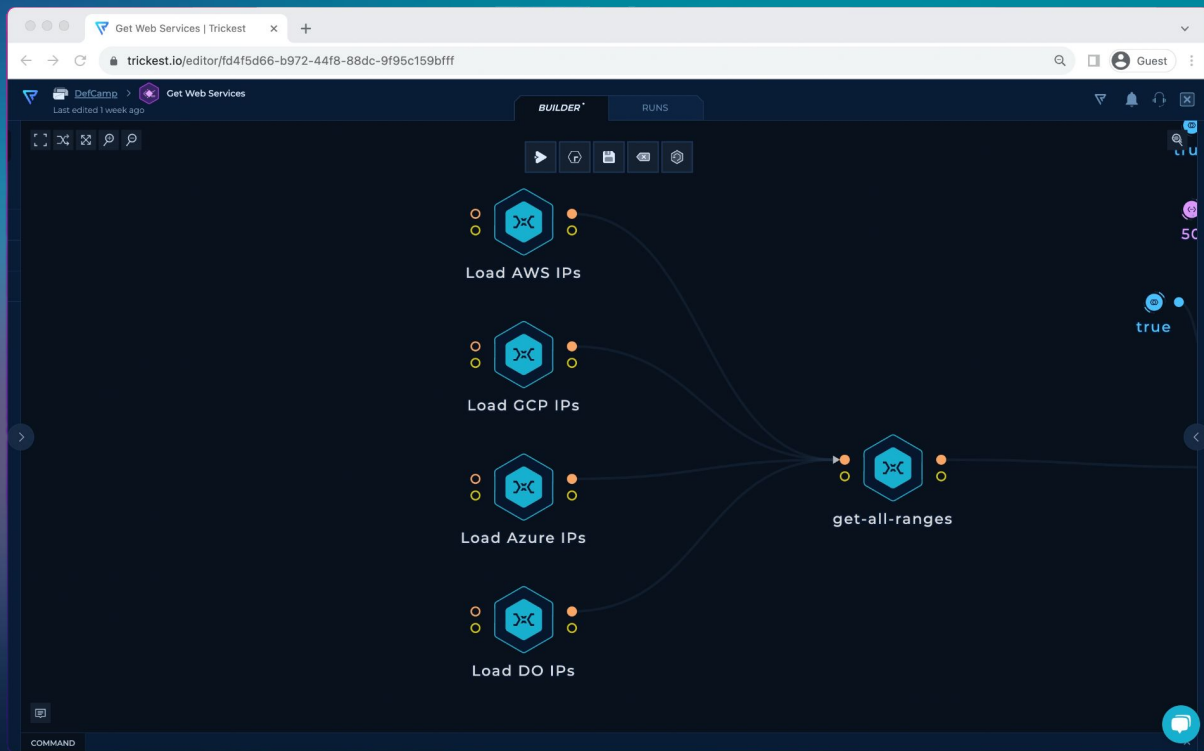 Get Web Services | Trickest
trickest.io/editor/fd4f5d66-b972-44f8-88dc-9f95c159bfff
Guest
DefCamp > Get Web Services
Last edited 1 week ago
BUILDER
RUNS
Load AWS IPs
true
Load GCP IPs
get-all-ranges
Load Azure IPs
Load DO IPs
COMMAND